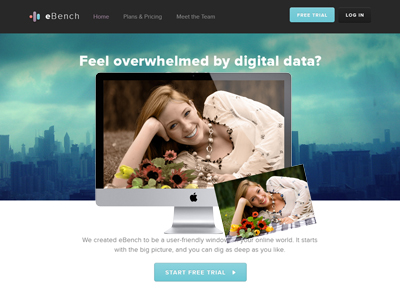 eBench
Home Plans & Pricing Meet the Team FREE TRIAL LOG IN
Feel overwhelmed by digital data?
We created eBench to be a user-friendly window your online world. It starts
with the big picture, and you can dig as deep as you like
START FREE TRIAL